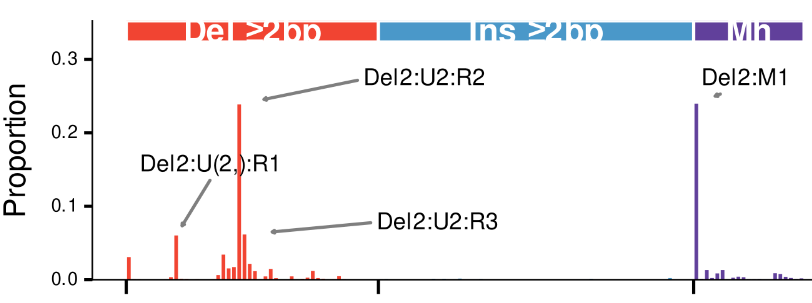 Del ≥2bp Ins ≥2bp Mh
0.3
Del2:U2:R2
Del2:M1
0.2
Del2:U(2,):R1
0.1
Del2:U2:R3
0.0
Proportion